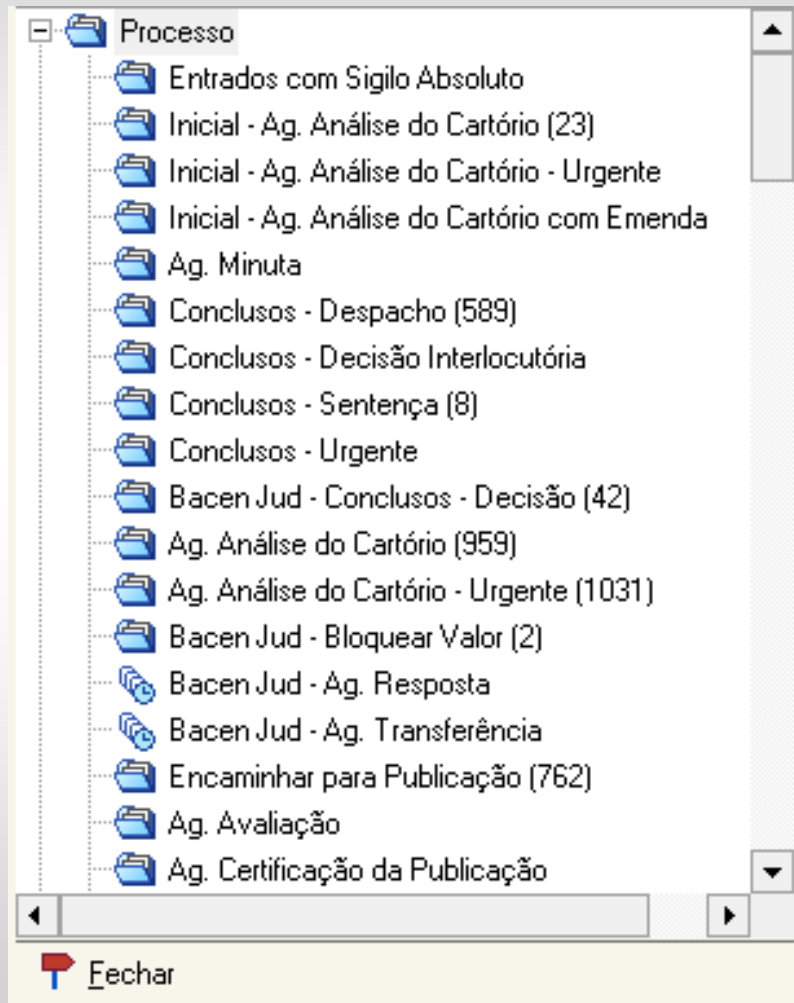 Processo
Entrados com Sigilo Absoluto
Inicial - Ag. Análise do Cartório (23)
Inicial - Ag. Análise do Cartório - Urgente
Inicial - Ag. Análise do Cartório com Emenda
Ag. Minuta
Conclusos - Despacho (589)
Conclusos - Decisão Interlocutória
Conclusos - Sentença (8)
Conclusos - Urgente
Bacen Jud - Conclusos - Decisão (42)
Ag. Análise do Cartório (959)
Ag. Análise do Cartório - Urgente (1031)
Bacen Jud - Bloquear Valor (2)
Bacen Jud - Ag. Resposta
Bacen Jud - Ag. Transferência
Encaminhar para Publicação (762)
Ag. Avaliação
Ag. Certificação da Publicação
Fechar